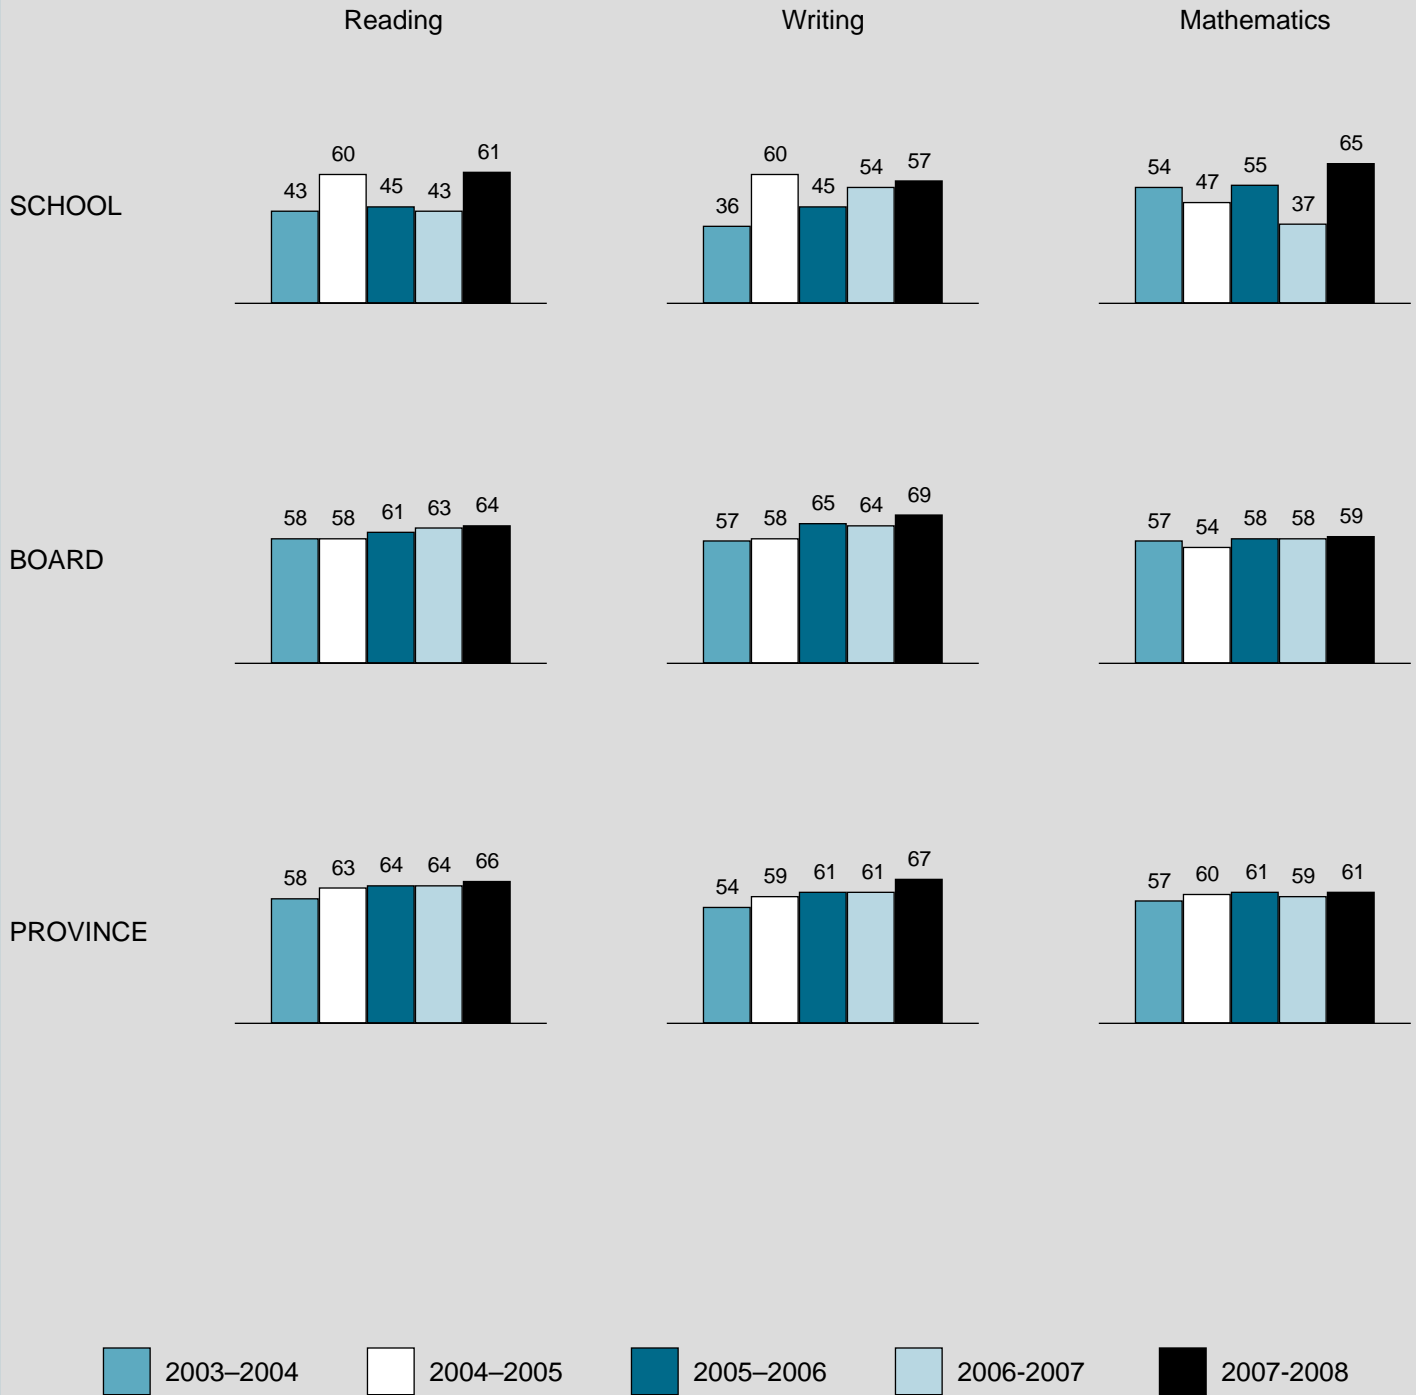 Reading Writing Mathematics
SCHOOL
43 60 45 43 61
36 60 45 54 57
54 47 55 37 65
BOARD
58 58 61 63 64
57 58 65 64 69
57 54 58 58 59
PROVINCE
58 63 64 64 66
54 59 61 61 67
57 60 61 59 61
2003–2004 2004–2005 2005–2006 2006-2007 2007-2008